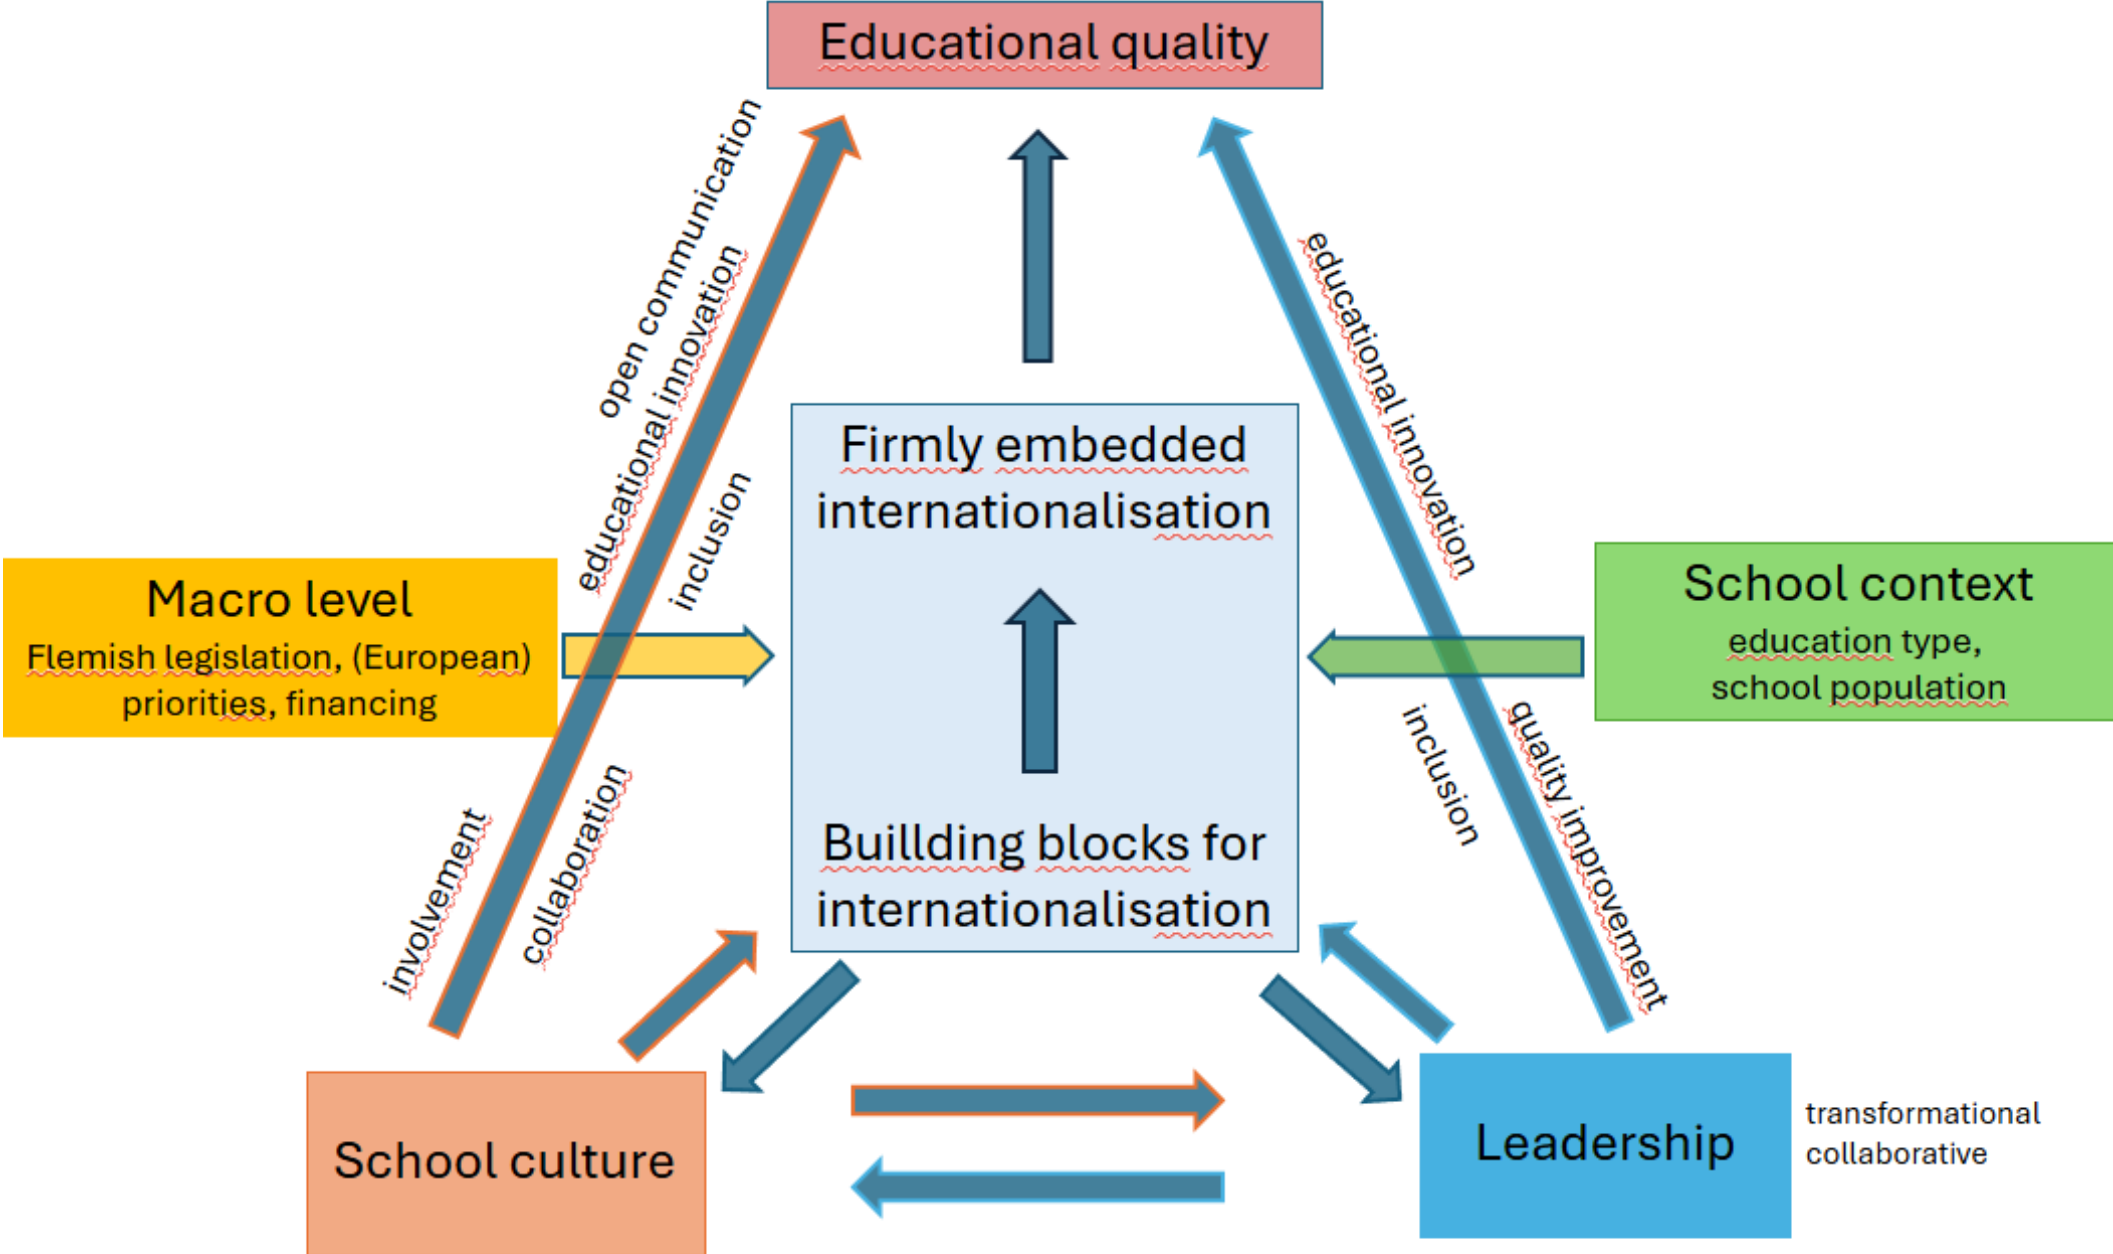 Educational quality
open communication
educational innovation
inclusion
educational innovation
Firmly embedded
internationalisation
Macro level
Flemish legislation, (European)
priorities, financing
School context
education type,
school population
involvement
collaboration
inclusion
quality improvement
Buillding blocks for
internationalisation
School culture
Leadership
transformational
collaborative